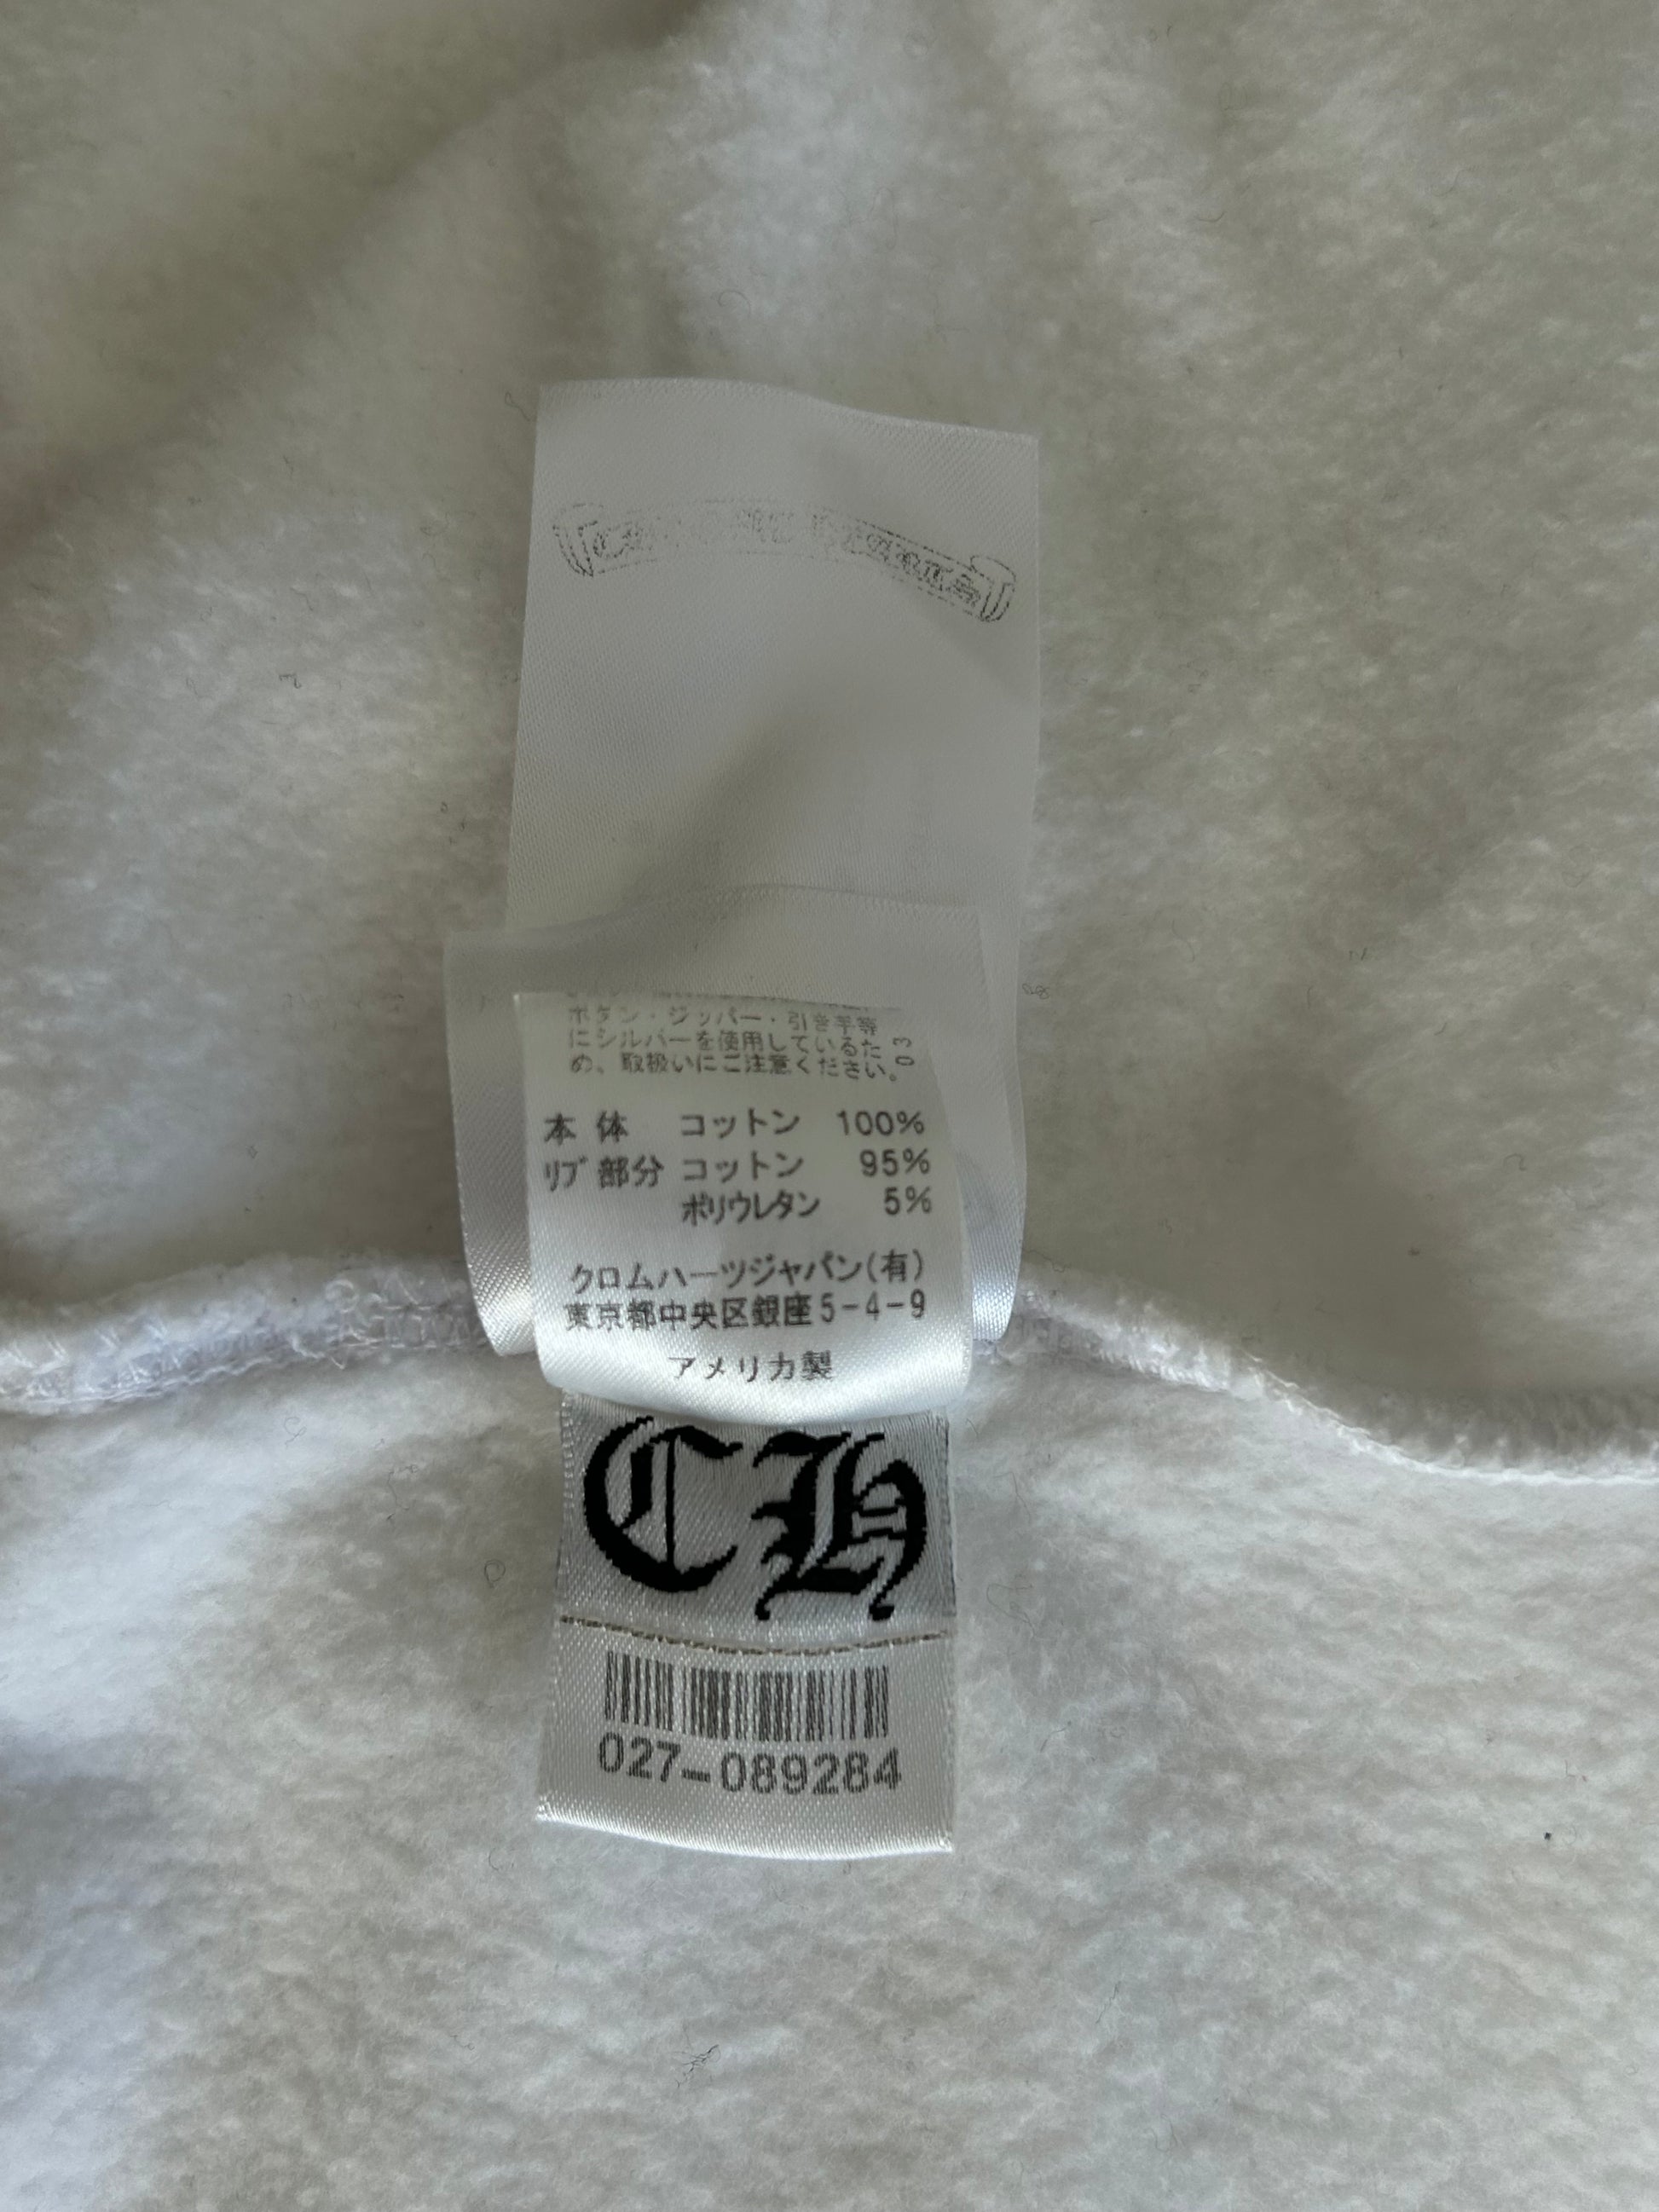 CHROME HEARTS
ボタン・ジッパー・引き手等
にシルバーを使用しているた
め、取扱いにご注意ください。
03
本体 コットン 100%
リブ部分 コットン 95%
ポリウレタン 5%
クロムハーツジャパン(有)
東京都中央区銀座5-4-9
アメリカ製
CH
027-089284